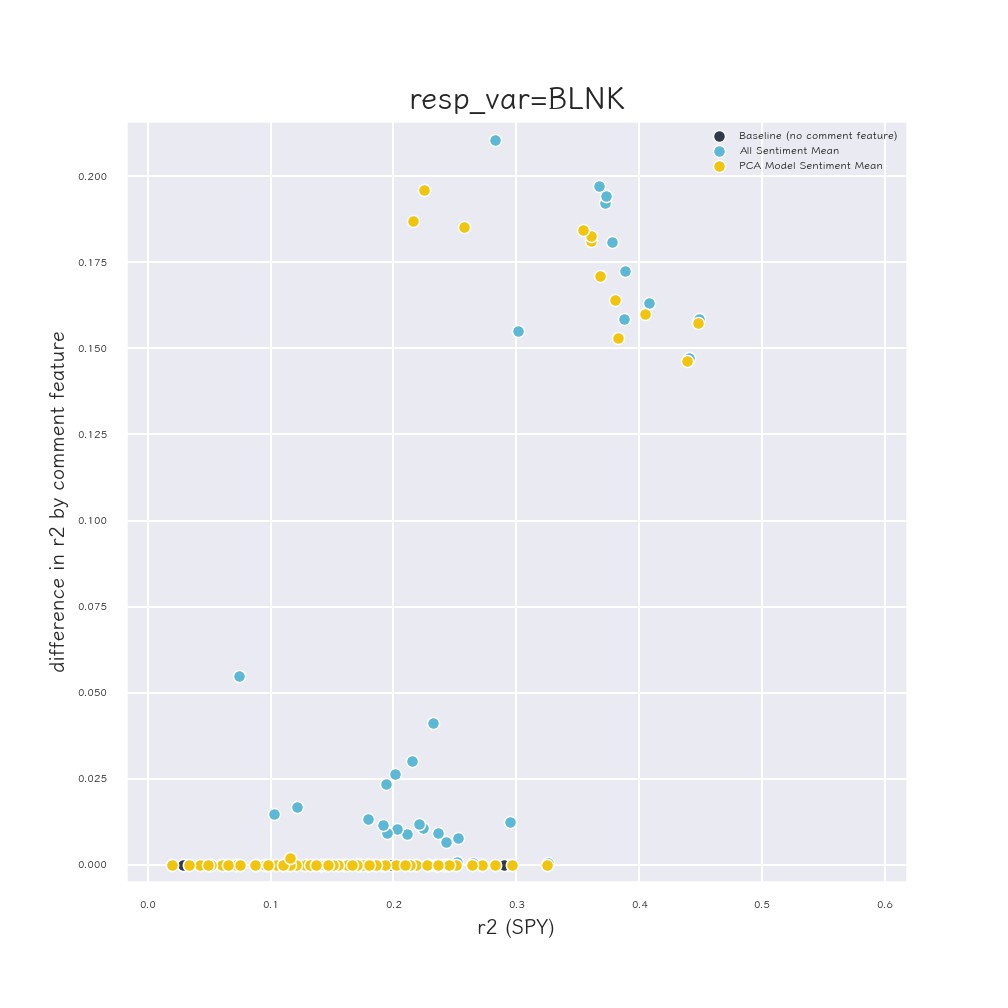 resp_var=BLNK
Baseline (no comment feature)
All Sentiment Mean
PCA Model Sentiment Mean
difference in r2 by comment feature
0.200
0.175
0.150
0.125
0.100
0.075
0.050
0.025
0.000
0.0 0.1 0.2 0.3 0.4 0.5 0.6
r2 (SPY)